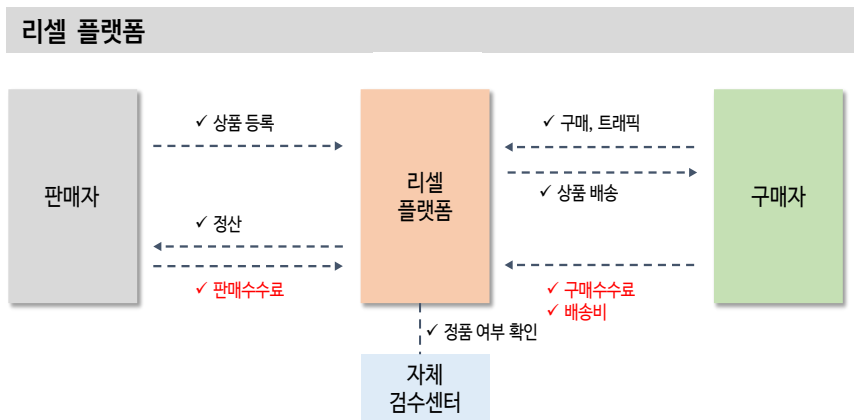 리셀 플랫폼
판매자
✓ 상품 등록
✓ 정산
✓ 판매수수료
리셀
플랫폼
✓ 구매, 트래픽
✓ 상품 배송
✓ 구매수수료
✓ 배송비
구매자
✓ 정품 여부 확인
자체
검수센터